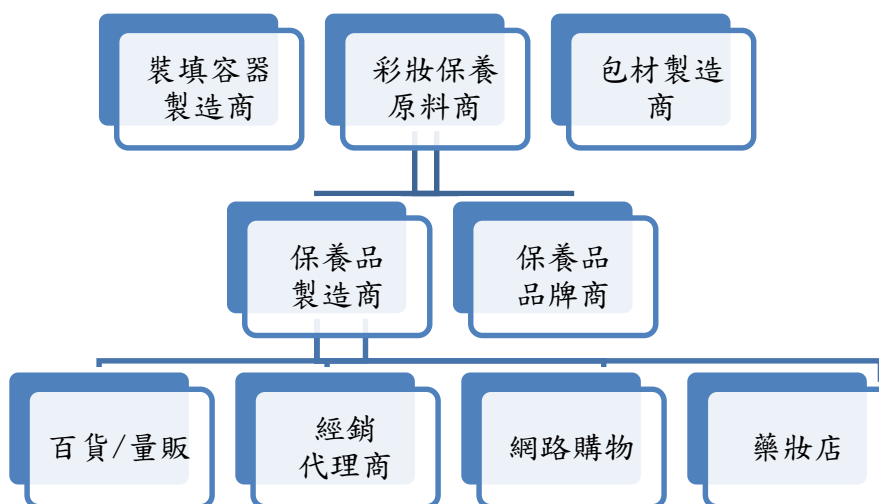 裝填容器
製造商
彩妝保養
原料商
包材製造
商
保養品
製造商
保養品
品牌商
百貨/量販
經銷
代理商
網路購物
藥妝店